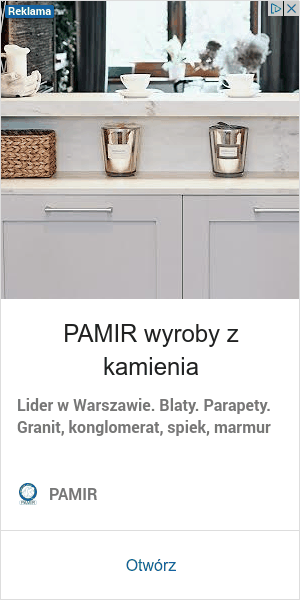 Reklama
PAMIR wyroby z
kamienia
Lider w Warszawie. Blaty. Parapety.
Granit, konglomerat, spiek, marmur
PAMIR
Otwórz